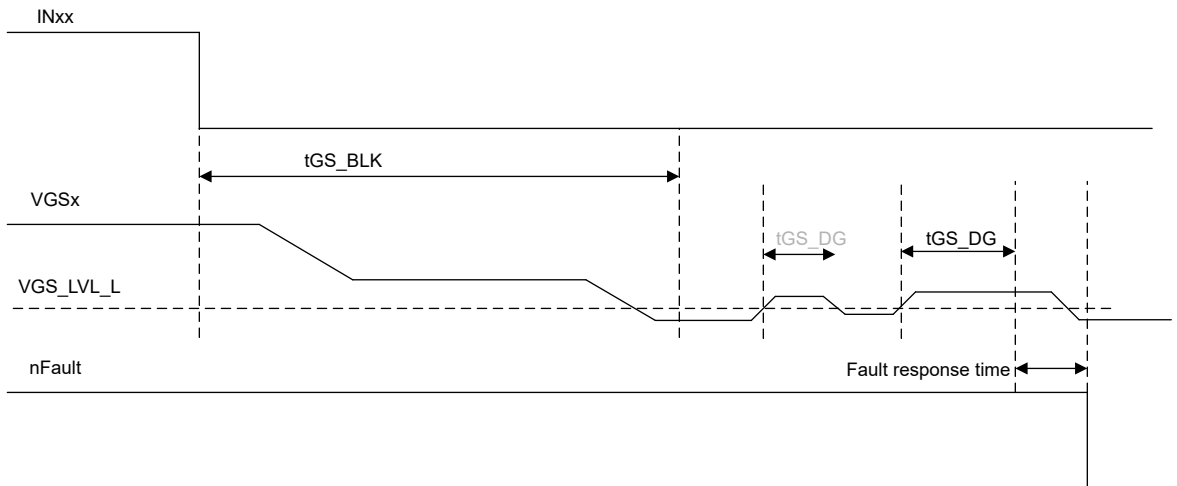 INxx
tGS_BLK
VGSx
tGS_DG
tGS_DG
VGS_LVL_L
nFault
Fault response time